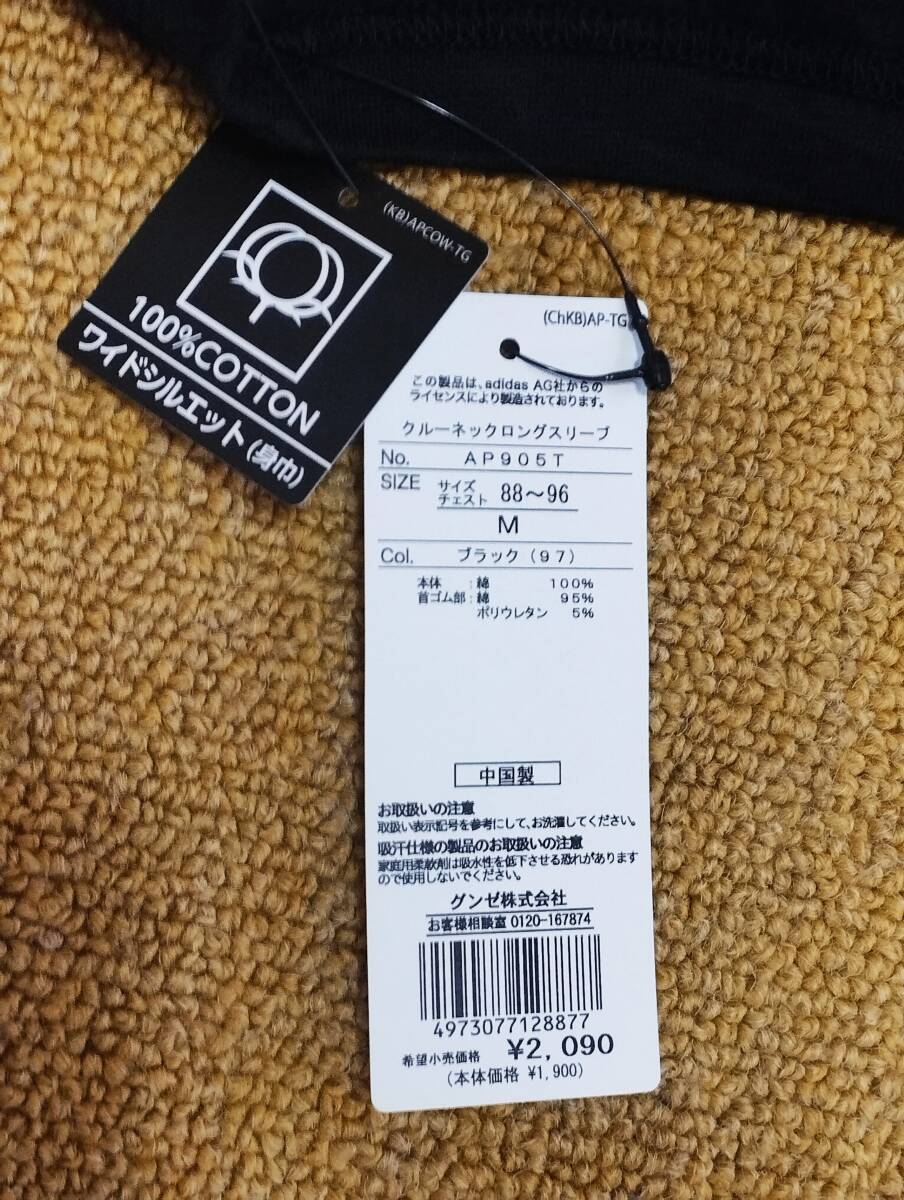 (KB)APCOW-TG
100%COTTON
ワイドシルエット(身巾)
(ChKB)AP-TG
この製品は、adidas AG社からの
ライセンスにより製造されております。
クルーネックロングスリーブ
No. AP905T
SIZE サイズ
チェスト 88～96
M
Col. ブラック(97)
本体 : 綿 100%
首ゴム部 : 綿 95%
ポリウレタン 5%
中国製
お取扱いの注意
取扱い表示記号を参考にして、お洗濯してください。
吸汗仕様の製品のお取扱いの注意
家庭用柔軟剤は吸水性を低下させる恐れがあります
ので使用しないでください。
グンゼ株式会社
お客様相談室 0120-167874
4973077128877
希望小売価格 ¥2,090
(本体価格 ¥1,900)